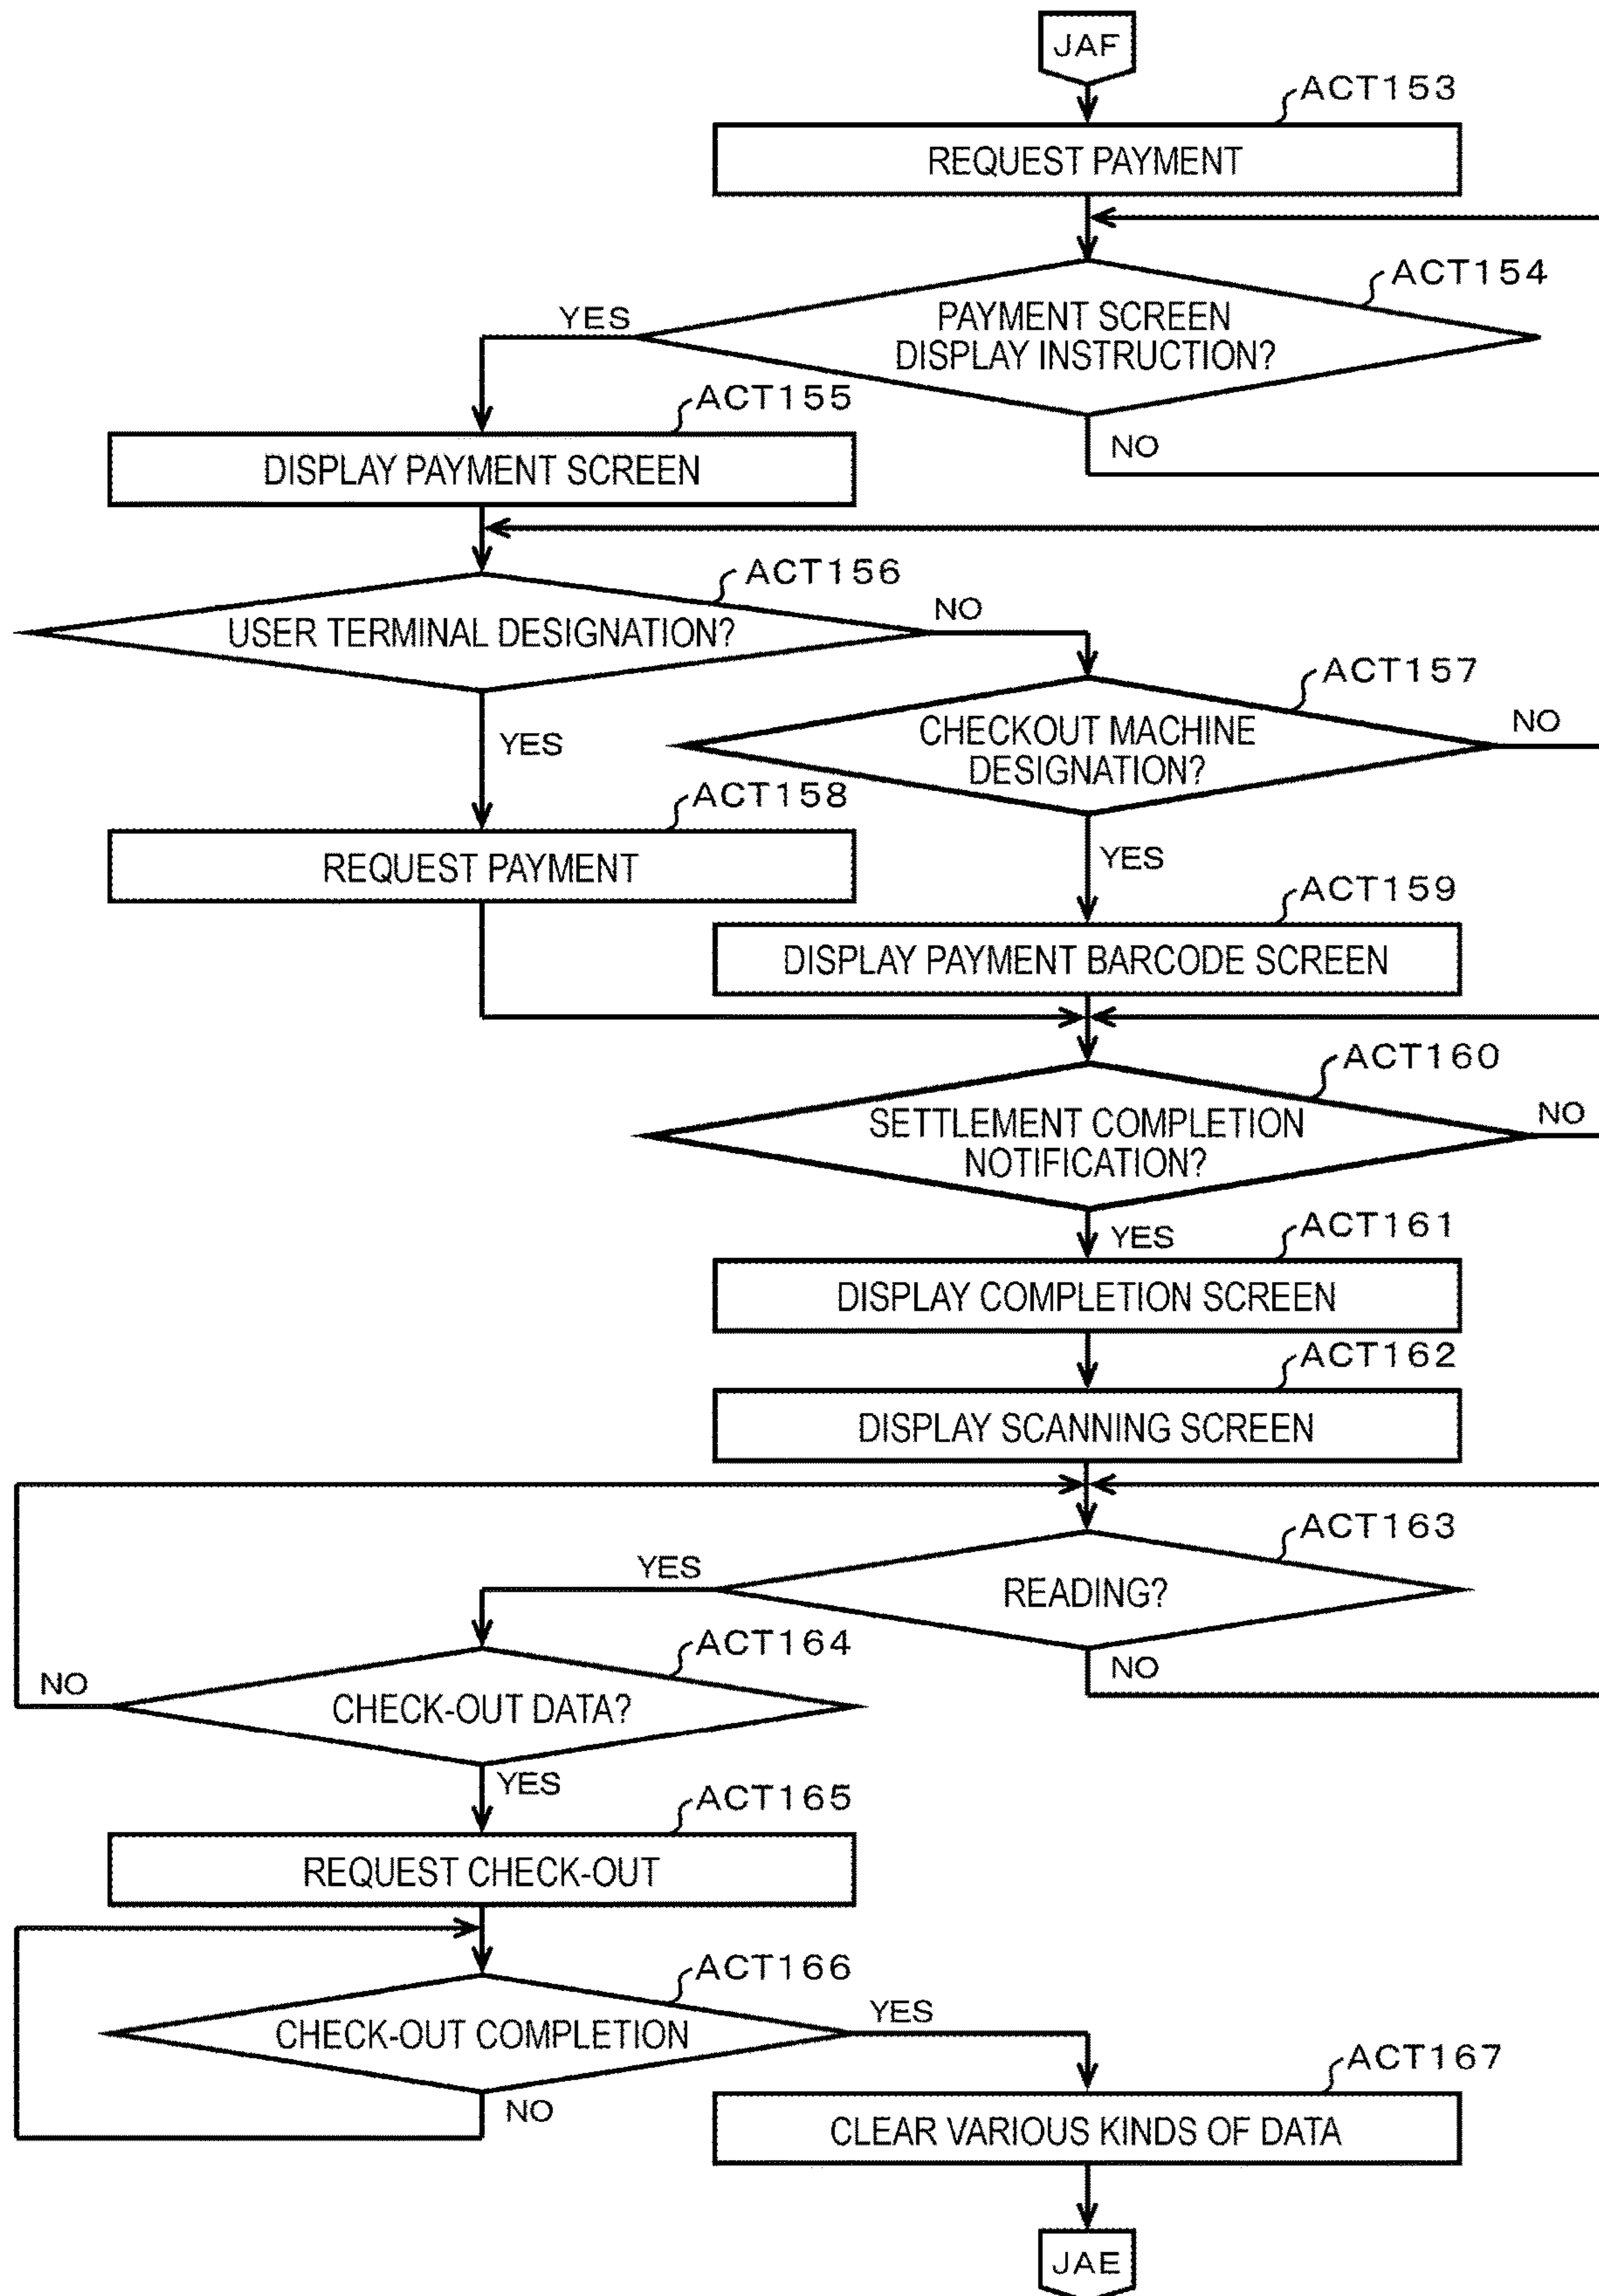 JAF
ACT153
REQUEST PAYMENT
ACT154
PAYMENT SCREEN
DISPLAY INSTRUCTION?
YES
NO
ACT155
DISPLAY PAYMENT SCREEN
ACT156
USER TERMINAL DESIGNATION?
NO
YES
ACT157
CHECKOUT MACHINE
DESIGNATION?
NO
YES
ACT158
REQUEST PAYMENT
ACT159
DISPLAY PAYMENT BARCODE SCREEN
ACT160
SETTLEMENT COMPLETION
NOTIFICATION?
NO
YES
ACT161
DISPLAY COMPLETION SCREEN
ACT162
DISPLAY SCANNING SCREEN
ACT163
READING?
YES
NO
ACT164
CHECK-OUT DATA?
NO
YES
ACT165
REQUEST CHECK-OUT
ACT166
CHECK-OUT COMPLETION
YES
NO
ACT167
CLEAR VARIOUS KINDS OF DATA
JAE